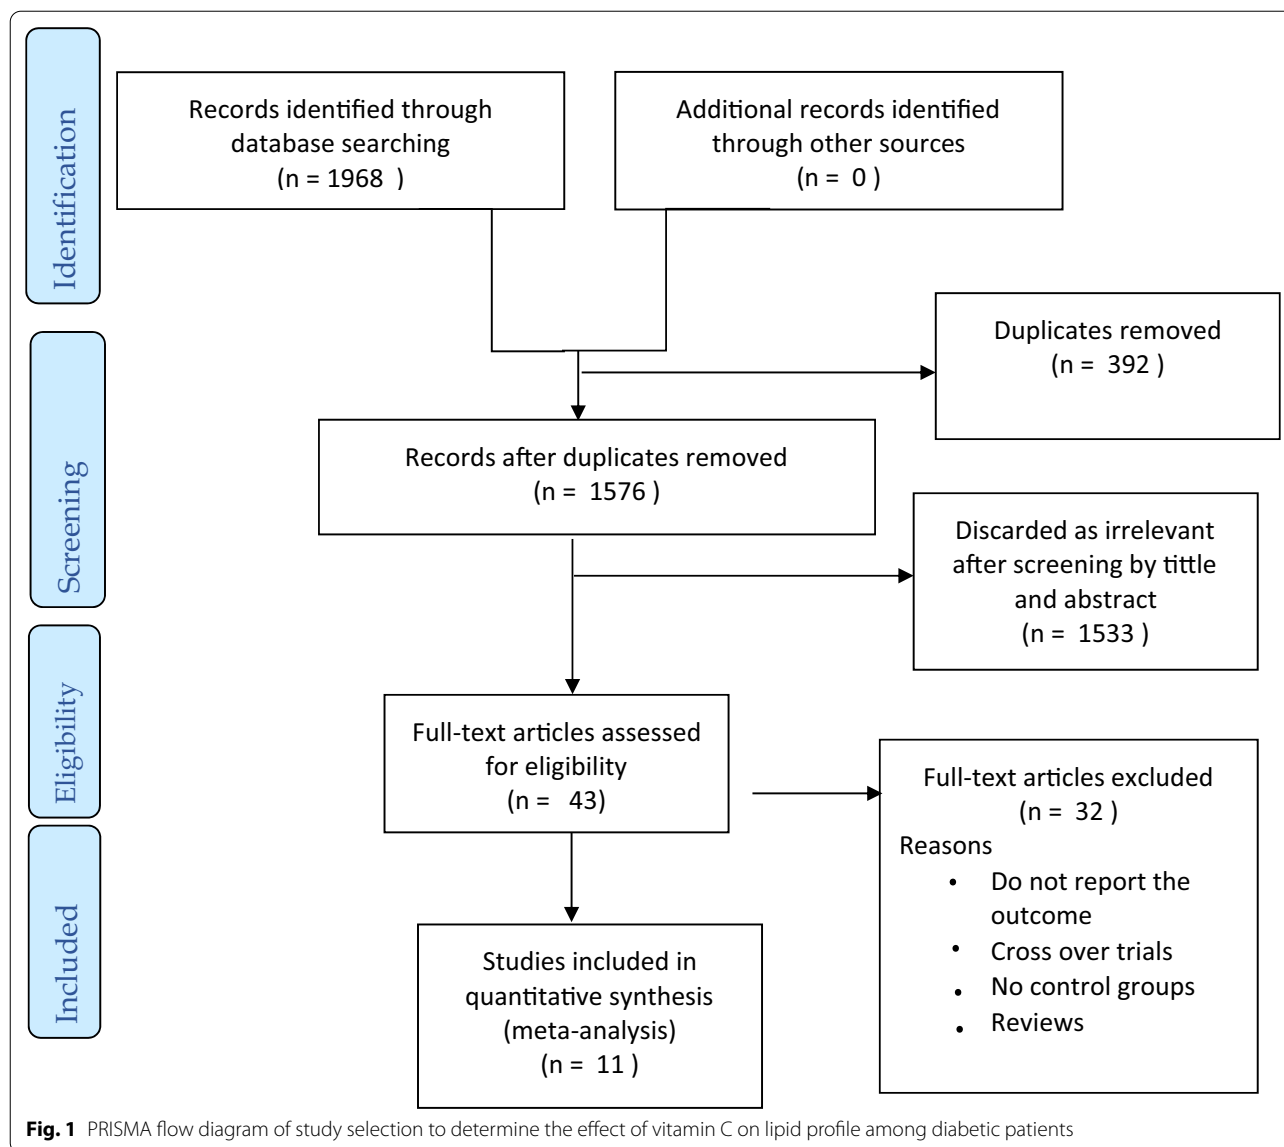 Identification
Records identified through
database searching
(n = 1968 )
Additional records identified
through other sources
(n = 0 )
Duplicates removed
(n = 392 )
Screening
Records after duplicates removed
(n = 1576 )
Discarded as irrelevant
after screening by tittle
and abstract
(n = 1533 )
Eligibility
Full-text articles assessed
for eligibility
(n = 43)
Full-text articles excluded
(n = 32 )
Reasons
• Do not report the
outcome
• Cross over trials
• No control groups
• Reviews
Included
Studies included in
quantitative synthesis
(meta-analysis)
(n = 11 )
Fig. 1 PRISMA flow diagram of study selection to determine the effect of vitamin C on lipid profile among diabetic patients